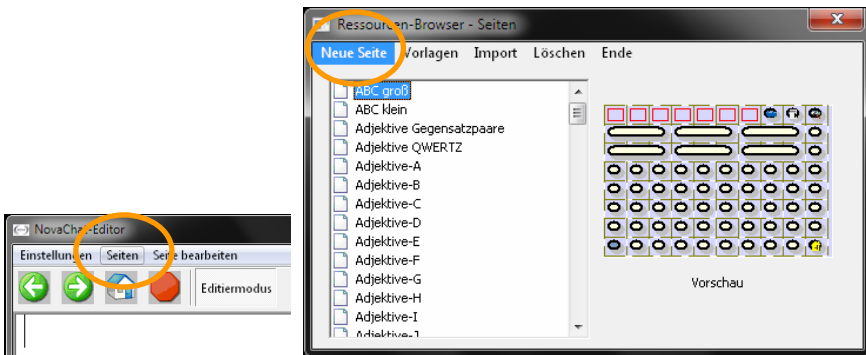 Ressourcen-Browser - Seiten
Neue Seite Vorlagen Import Löschen Ende
ABC groß
ABC klein
Adjektive Gegensatzpaare
Adjektive QWERTZ
Adjektive-A
Adjektive-B
Adjektive-C
Adjektive-D
Adjektive-E
Adjektive-F
Adjektive-G
Adjektive-H
Adjektive-I
Adjektive-J
Vorschau
NovaChat-Editor
Einstellungen Seiten Seite bearbeiten
Editiermodus